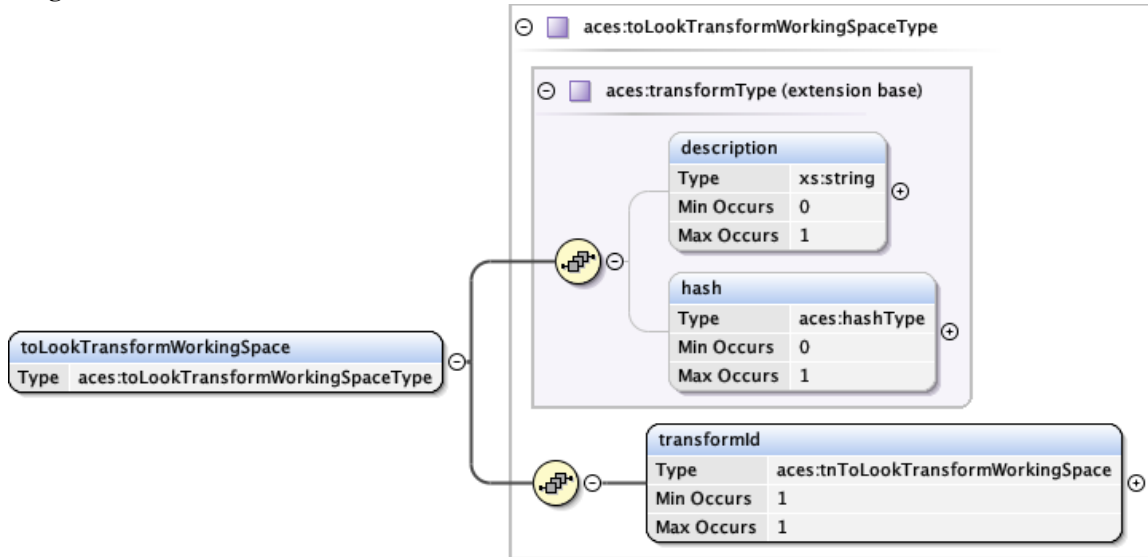 aces:toLookTransformWorkingSpaceType
aces:transformType (extension base)
description
Type xs:string
Min Occurs 0
Max Occurs 1
hash
Type aces:hashType
Min Occurs 0
Max Occurs 1
toLookTransformWorkingSpace
Type aces:toLookTransformWorkingSpaceType
transformId
Type aces:tnToLookTransformWorkingSpace
Min Occurs 1
Max Occurs 1